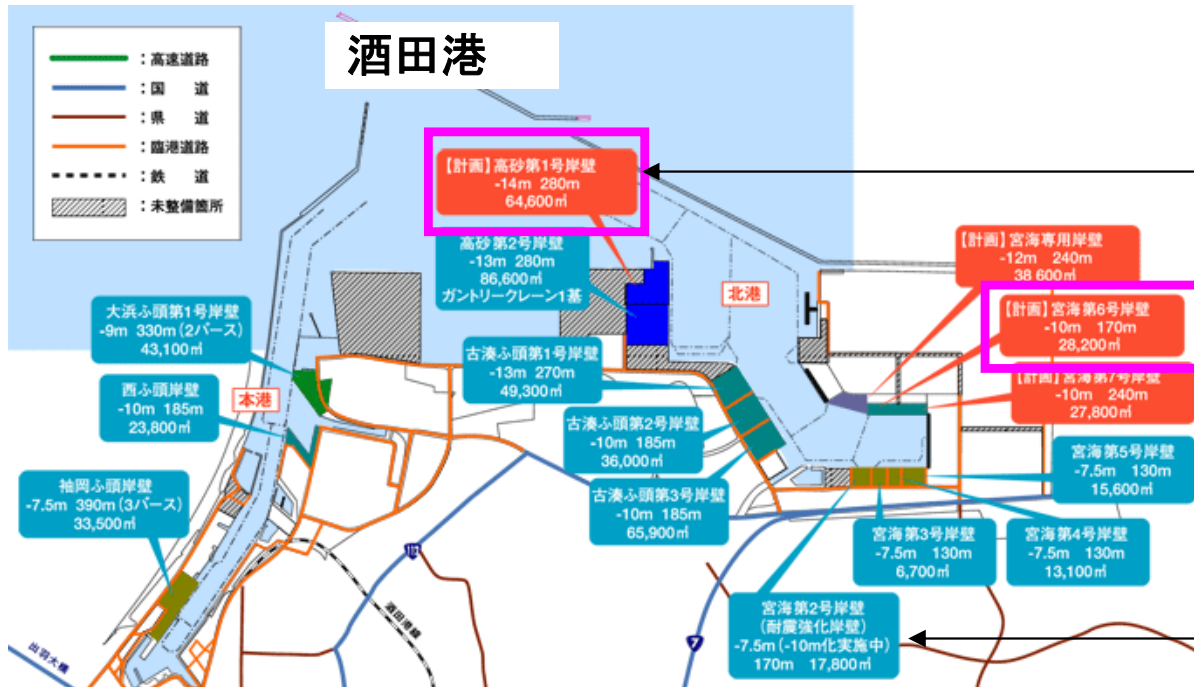 酒田港
：高速道路
：国　道
：県　道
：臨港道路
：鉄　道
：未整備箇所
【計画】高砂第1号岸壁
-14m 280m
64,600㎡
高砂第2号岸壁
-13m 280m
86,600㎡
ガントリークレーン1基
【計画】宮海専用岸壁
-12m 240m
38 600㎡
北港
【計画】宮海第6号岸壁
-10m 170m
28,200㎡
大浜ふ頭第1号岸壁
-9m 330m(2バース)
43,100㎡
古湊ふ頭第1号岸壁
-13m 270m
49,300㎡
【計画】宮海第7号岸壁
-10m 240m
27,800㎡
西ふ頭岸壁
-10m 185m
23,800㎡
本港
古湊ふ頭第2号岸壁
-10m 185m
36,000㎡
宮海第5号岸壁
-7.5m 130m
15,600㎡
袖岡ふ頭岸壁
-7.5m 390m(3バース)
33,500㎡
古湊ふ頭第3号岸壁
-10m 185m
65,900㎡
宮海第3号岸壁
-7.5m 130m
6,700㎡
宮海第4号岸壁
-7.5m 130m
13,100㎡
112
酒田港線
宮海第2号岸壁
(耐震強化岸壁)
-7.5m(-10m化実施中)
170m 17,800㎡
7
出羽大橋